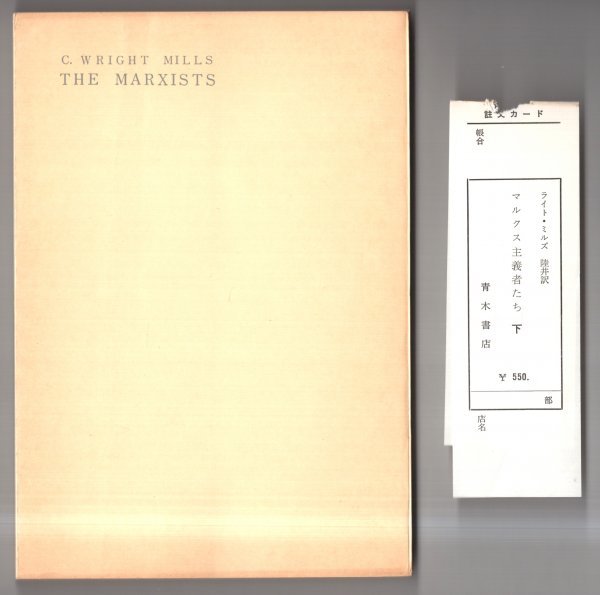 C. WRIGHT MILLS
THE MARXISTS
註文カード
帳合
ライト・ミルズ 陸井訳
マルクス主義者たち 下
青木書店
¥ 550.
部
店名